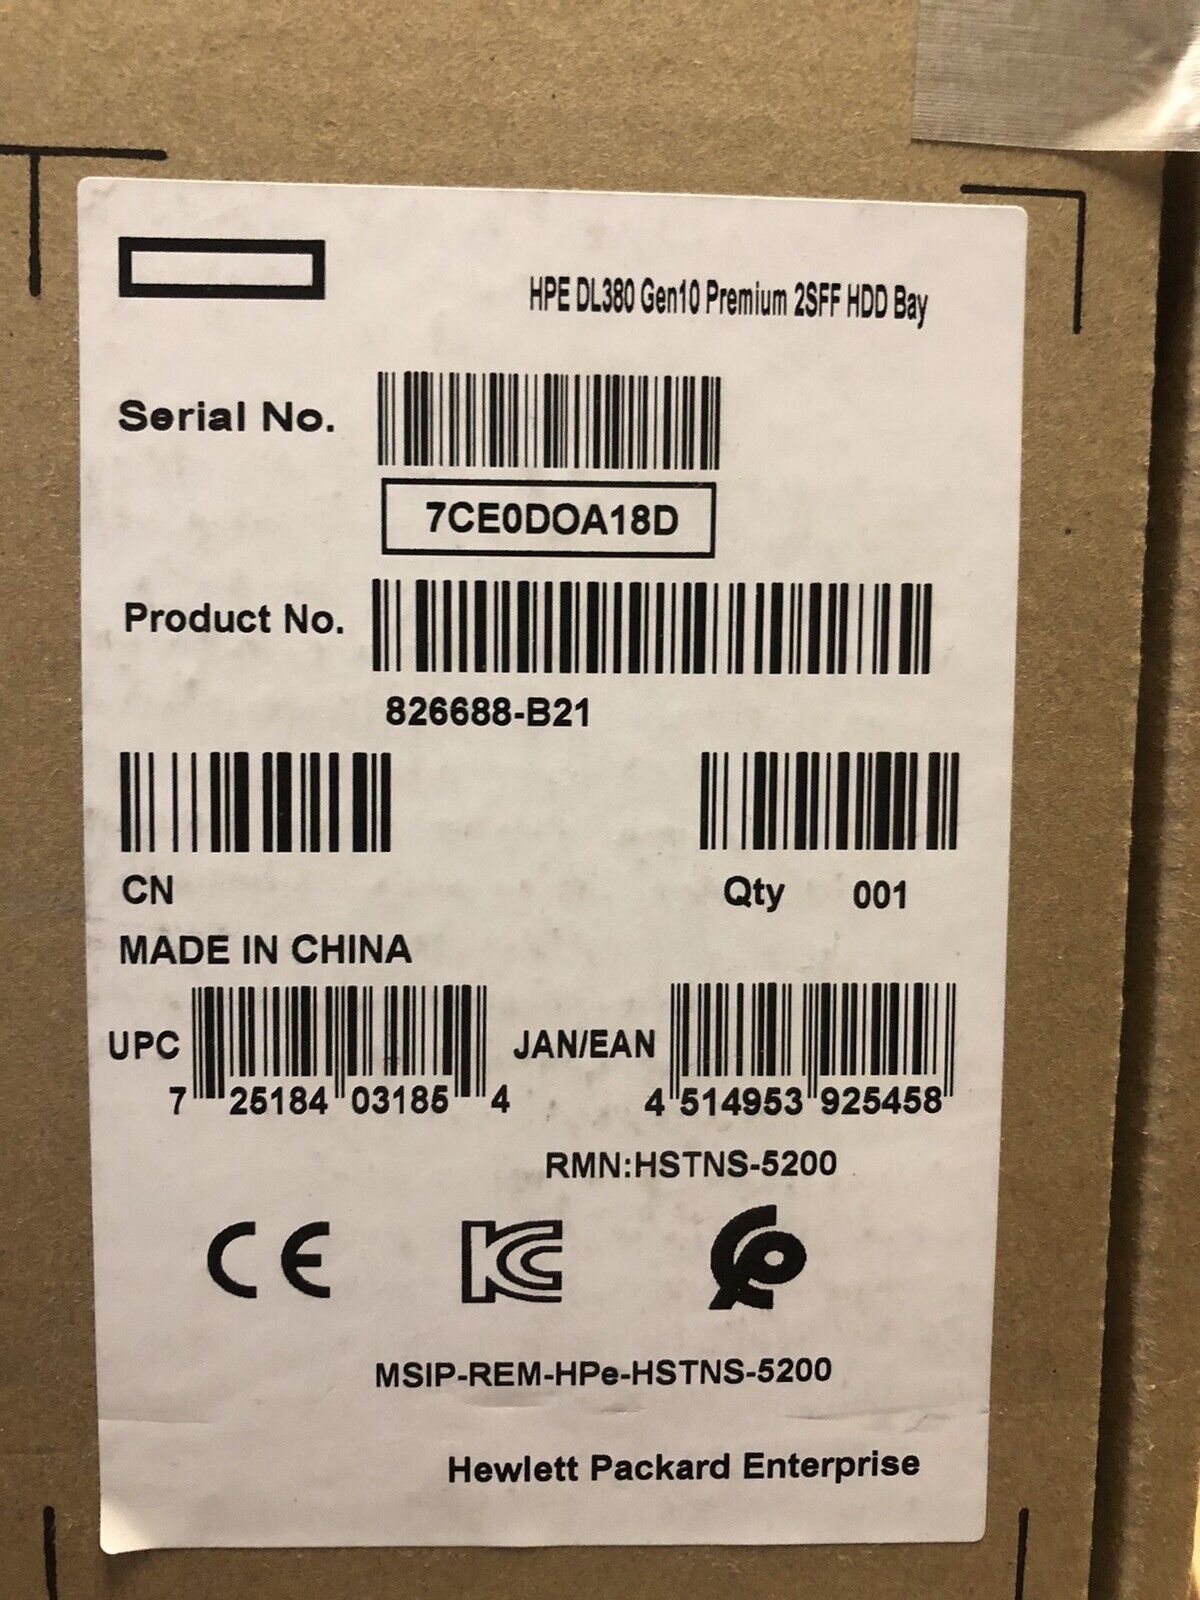 HPE DL380 Gen10 Premium 2SFF HDD Bay
Serial No.
7CE0DOA18D
Product No.
826688-B21
CN
Qty 001
MADE IN CHINA
UPC 7 25184 03185 4
JAN/EAN 4 514953 925458
RMN:HSTNS-5200
CE KC
MSIP-REM-HPe-HSTNS-5200
Hewlett Packard Enterprise